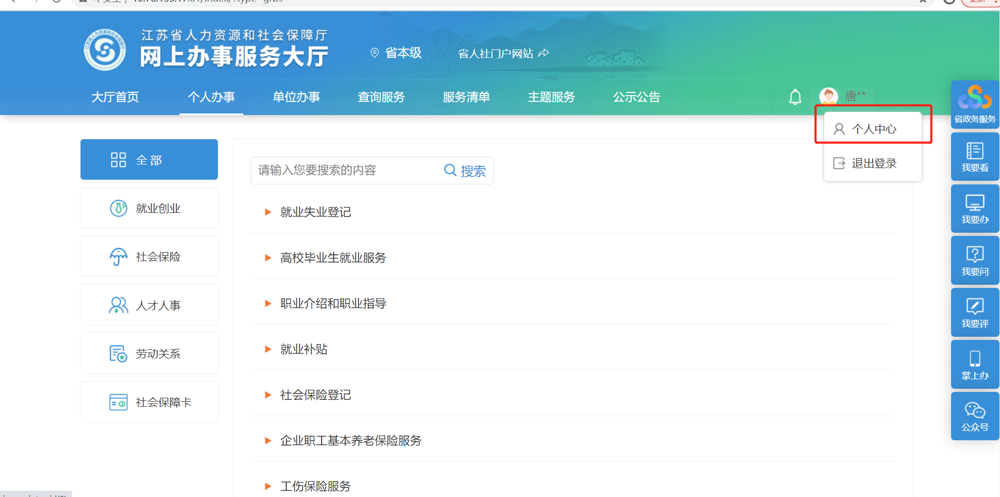 江苏省人力资源和社会保障厅
网上办事服务大厅
省本级
省人社门户网站
大厅首页
个人办事
单位办事
查询服务
服务清单
主题服务
公示公告
唐**
个人中心
退出登录
全部
就业创业
社会保险
人才人事
劳动关系
社会保障卡
请输入您要搜索的内容
搜索
就业失业登记
高校毕业生就业服务
职业介绍和职业指导
就业补贴
社会保险登记
企业职工基本养老保险服务
工伤保险服务
省政务服务
我要看
我要办
我要问
我要评
掌上办
公众号